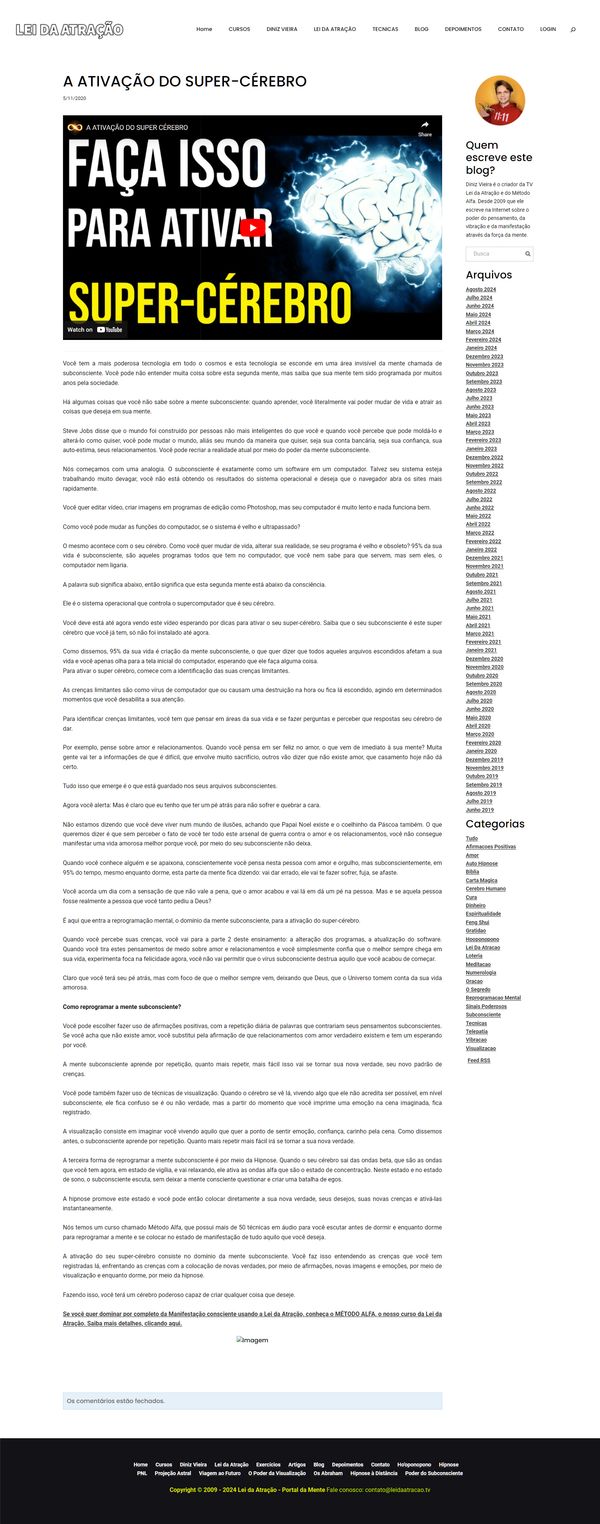 LEI DA ATRAÇÃO
Home CURSOS DINIZ VIEIRA LEI DA ATRAÇÃO TECNICAS BLOG DEPOIMENTOS CONTATO LOGIN
A ATIVAÇÃO DO SUPER-CÉREBRO
5/11/2020
A ATIVAÇÃO DO SUPER CÉREBRO
Share
FAÇA ISSO
PARA ATIVAR
SUPER-CÉREBRO
Watch on YouTube
Você tem a mais poderosa tecnologia em todo o cosmos e esta tecnologia se esconde em uma área invisível da mente chamada de
subconsciente. Você pode não entender muita coisa sobre esta segunda mente, mas saiba que sua mente tem sido programada por muitos
anos pela sociedade.
Há algumas coisas que você não sabe sobre a mente subconsciente: quando aprender, você literalmente vai poder mudar de vida e atrair as
coisas que deseja em sua mente.
Steve Jobs disse que o mundo foi construído por pessoas não mais inteligentes do que você e quando você percebe que pode moldá-lo e
alterá-lo como quiser, você pode mudar o mundo, aliás seu mundo da maneira que quiser, seja sua conta bancária, seja sua confiança, sua
auto-estima, seus relacionamentos. Você pode recriar a realidade atual por meio do poder da mente subconsciente.
Nós começamos com uma analogia. O subconsciente é exatamente como um software em um computador. Talvez seu sistema esteja
trabalhando muito devagar, você não está obtendo os resultados do sistema operacional e deseja que o navegador abra os sites mais
rapidamente.
Você quer editar vídeo, criar imagens em programas de edição como Photoshop, mas seu computador é muito lento e nada funciona bem.
Como você pode mudar as funções do computador, se o sistema é velho e ultrapassado?
O mesmo acontece com o seu cérebro. Como você quer mudar de vida, alterar sua realidade, se seu programa é velho e obsoleto? 95% da sua
vida é subconsciente, são aqueles programas todos que tem no computador, que você nem sabe para que servem, mas sem eles, o
computador nem ligaria.
A palavra sub significa abaixo, então significa que esta segunda mente está abaixo da consciência.
Ele é o sistema operacional que controla o supercomputador que é seu cérebro.
Você deve está até agora vendo este vídeo esperando por dicas para ativar o seu super-cérebro. Saiba que o seu subconsciente é este super
cérebro que você já tem, só não foi instalado até agora.
Como dissemos, 95% da sua vida é criação da mente subconsciente, o que quer dizer que todos aqueles arquivos escondidos afetam a sua
vida e você apenas olha para a tela inicial do computador, esperando que ele faça alguma coisa.
Para ativar o super cérebro, comece com a identificação das suas crenças limitantes.
As crenças limitantes são como vírus de computador que ou causam uma destruição na hora ou fica lá escondido, agindo em determinados
momentos que você desabilita a sua atenção.
Para identificar crenças limitantes, você tem que pensar em áreas da sua vida e se fazer perguntas e perceber que respostas seu cérebro de
dar.
Por exemplo, pense sobre amor e relacionamentos. Quando você pensa em ser feliz no amor, o que vem de imediato à sua mente? Muita
gente vai ter a informações de que é difícil, que envolve muito sacrifício, outros vão dizer que não existe amor, que casamento hoje não dá
certo.
Tudo isso que emerge é o que está guardado nos seus arquivos subconscientes.
Agora você alerta: Mas é claro que eu tenho que ter um pé atrás para não sofrer e quebrar a cara.
Não estamos dizendo que você deve viver num mundo de ilusões, achando que Papai Noel existe e o coelhinho da Páscoa também. O que
queremos dizer é que sem perceber o fato de você ter todo este arsenal de guerra contra o amor e os relacionamentos, você não consegue
manifestar uma vida amorosa melhor porque você, por meio do seu subconsciente não deixa.
Quando você conhece alguém e se apaixona, conscientemente você pensa nesta pessoa com amor e orgulho, mas subconscientemente, em
95% do tempo, mesmo enquanto dorme, esta parte da mente fica dizendo: vai dar errado, ele vai te fazer sofrer, fuja, se afaste.
Você acorda um dia com a sensação de que não vale a pena, que o amor acabou e vai lá em dá um pé na pessoa. Mas e se aquela pessoa
fosse realmente a pessoa que você tanto pediu a Deus?
É aqui que entra a reprogramação mental, o domínio da mente subconsciente, para a ativação do super-cérebro.
Quando você percebe suas crenças, você vai para a parte 2 deste ensinamento: a alteração dos programas, a atualização do software.
Quando você tira estes pensamentos de medo sobre amor e relacionamentos e você simplesmente confia que o melhor sempre chega em
sua vida, experimenta foca na felicidade agora, você não vai permitir que o vírus subconsciente destrua aquilo que você acabou de começar.
Claro que você terá seu pé atrás, mas com foco de que o melhor sempre vem, deixando que Deus, que o Universo tomem conta da sua vida
amorosa.
Como reprogramar a mente subconsciente?
Você pode escolher fazer uso de afirmações positivas, com a repetição diária de palavras que contrariam seus pensamentos subconscientes.
Se você acha que não existe amor, você substitui pela afirmação de que relacionamentos com amor verdadeiro existem e tem um esperando
por você.
A mente subconsciente aprende por repetição, quanto mais repetir, mais fácil isso vai se tornar sua nova verdade, seu novo padrão de
crenças.
Você pode também fazer uso de técnicas de visualização. Quando o cérebro se vê lá, vivendo algo que ele não acredita ser possível, em nível
subconsciente, ele fica confuso se é ou não verdade, mas a partir do momento que você imprime uma emoção na cena imaginada, fica
registrado.
A visualização consiste em imaginar você vivendo aquilo que quer a ponto de sentir emoção, confiança, carinho pela cena. Como dissemos
antes, o subconsciente aprende por repetição. Quanto mais repetir mais fácil irá se tornar a sua nova verdade.
A terceira forma de reprogramar a mente subconsciente é por meio da Hipnose. Quando o seu cérebro sai das ondas beta, que são as ondas
que você tem agora, em estado de vigília, e vai relaxando, ele ativa as ondas alfa que são o estado de concentração. Neste estado e no estado
de sono, o subconsciente escuta, sem deixar a mente consciente questionar e criar uma batalha de egos.
A hipnose promove este estado e você pode então colocar diretamente a sua nova verdade, seus desejos, suas novas crenças e ativá-las
instantaneamente.
Nós temos um curso chamado Método Alfa, que possui mais de 50 técnicas em áudio para você escutar antes de dormir e enquanto dorme
para reprogramar a mente e se colocar no estado de manifestação de tudo aquilo que você deseja.
A ativação do seu super-cérebro consiste no domínio da mente subconsciente. Você faz isso entendendo as crenças que você tem
registradas lá, enfrentando as crenças com a colocação de novas verdades, por meio de afirmações, novas imagens e emoções, por meio de
visualização e enquanto dorme, por meio da hipnose.
Fazendo isso, você terá um cérebro poderoso capaz de criar qualquer coisa que deseje.
Se você quer dominar por completo da Manifestação consciente usando a Lei da Atração, conheça o MÉTODO ALFA, o nosso curso da Lei da
Atração. Saiba mais detalhes, clicando aqui.
Imagem
Os comentários estão fechados.
11:11
Quem
escreve este
blog?
Diniz Vieira é o criador da TV
Lei da Atração e do Método
Alfa. Desde 2009 que ele
escreve na Internet sobre o
poder do pensamento, da
vibração e da manifestação
através da força da mente.
Busca
Arquivos
Agosto 2024
Julho 2024
Junho 2024
Maio 2024
Abril 2024
Março 2024
Fevereiro 2024
Janeiro 2024
Dezembro 2023
Novembro 2023
Outubro 2023
Setembro 2023
Agosto 2023
Julho 2023
Junho 2023
Maio 2023
Abril 2023
Março 2023
Fevereiro 2023
Janeiro 2023
Dezembro 2022
Novembro 2022
Outubro 2022
Setembro 2022
Agosto 2022
Julho 2022
Junho 2022
Maio 2022
Abril 2022
Março 2022
Fevereiro 2022
Janeiro 2022
Dezembro 2021
Novembro 2021
Outubro 2021
Setembro 2021
Agosto 2021
Julho 2021
Junho 2021
Maio 2021
Abril 2021
Março 2021
Fevereiro 2021
Janeiro 2021
Dezembro 2020
Novembro 2020
Outubro 2020
Setembro 2020
Agosto 2020
Julho 2020
Junho 2020
Maio 2020
Abril 2020
Março 2020
Fevereiro 2020
Janeiro 2020
Dezembro 2019
Novembro 2019
Outubro 2019
Setembro 2019
Agosto 2019
Julho 2019
Junho 2019
Categorias
Tudo
Afirmacoes Positivas
Amor
Auto Hipnose
Bíblia
Carta Magica
Cerebro Humano
Cura
Dinheiro
Espiritualidade
Feng Shui
Gratidao
Hooponopono
Lei Da Atracao
Loteria
Meditacao
Numerologia
Oracao
O Segredo
Reprogramacao Mental
Sinais Poderosos
Subconsciente
Tecnicas
Telepatia
Vibracao
Visualizacao
Feed RSS
Home Cursos Diniz Vieira Lei da Atração Exercícios Artigos Blog Depoimentos Contato Ho'oponopono Hipnose
PNL Projeção Astral Viagem ao Futuro O Poder da Visualização Os Abraham Hipnose à Distância Poder do Subconsciente
Copyright © 2009 - 2024 Lei da Atração - Portal da Mente Fale conosco: contato@leidaatracao.tv